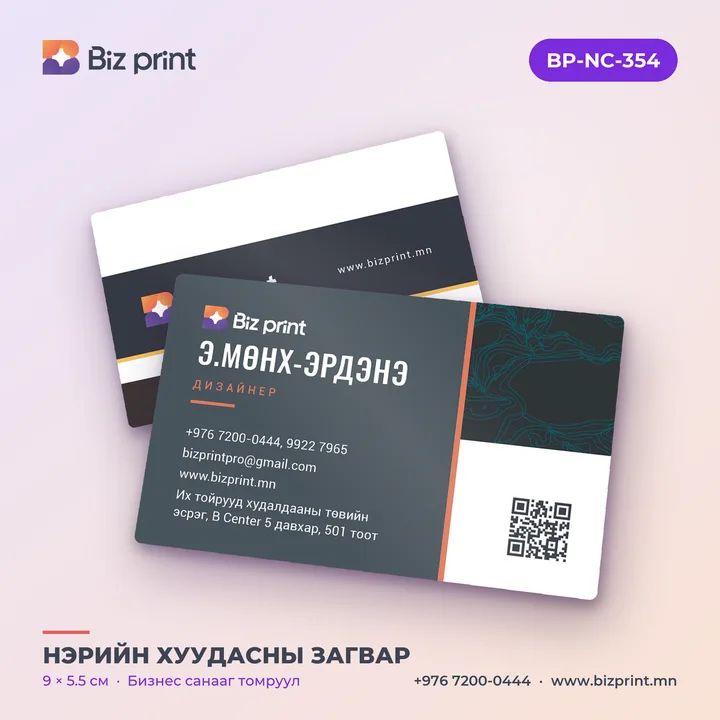 Biz print
BP-NC-354
www.bizprint.mn
Biz print
Э.МӨНХ-ЭРДЭНЭ
ДИЗАЙНЕР
+976 7200-0444, 9922 7965
bizprintpro@gmail.com
www.bizprint.mn
Их тойрууд худалдааны төвийн
эсрэг, B Center 5 давхар, 501 тоот
НЭРИЙН ХУУДАСНЫ ЗАГВАР
9 × 5.5 см · Бизнес санааг томруул
+976 7200-0444 · www.bizprint.mn